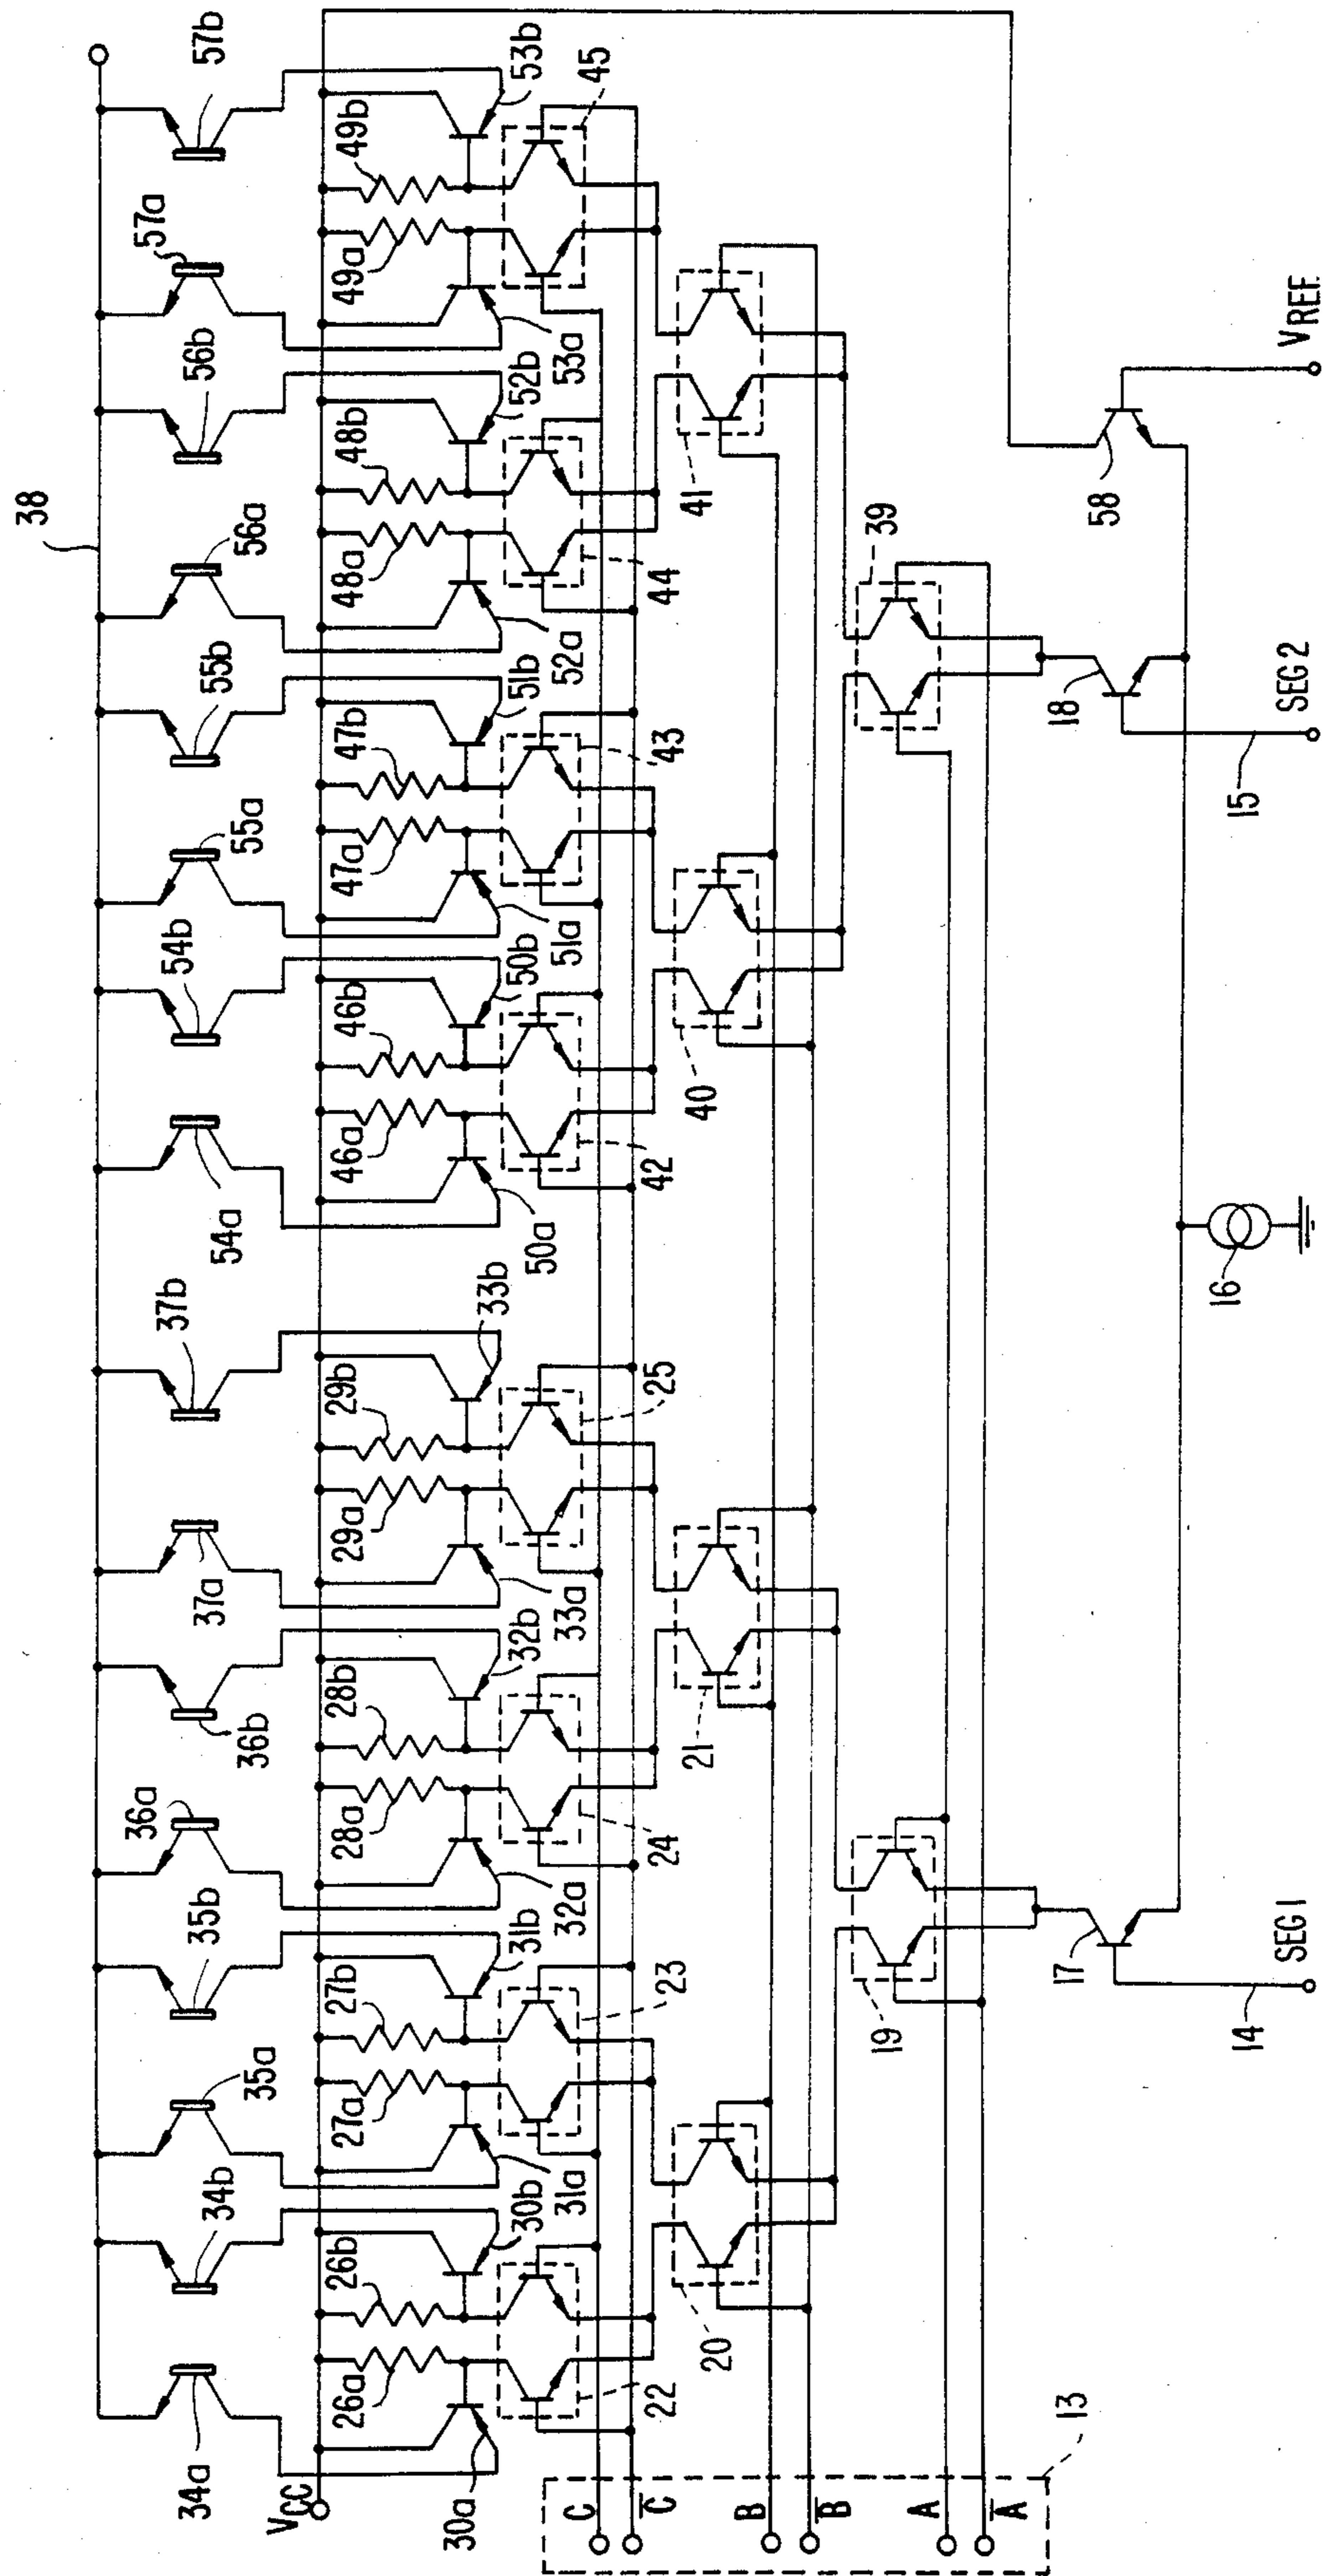 38
34a
34b
35a
35b
36a
36b
37a
37b
54a
54b
55a
55b
56a
56b
57a
57b
VCC
26a
26b
27a
27b
28a
28b
29a
29b
46a
46b
47a
47b
48a
48b
49a
49b
30a
30b
31a
31b
32a
32b
33a
33b
50a
50b
51a
51b
52a
52b
53a
53b
22
23
24
25
42
43
44
45
C
C̅
B
B̅
A
A̅
13
20
21
40
41
19
39
17
18
58
14
SEG 1
16
15
SEG 2
VREF.